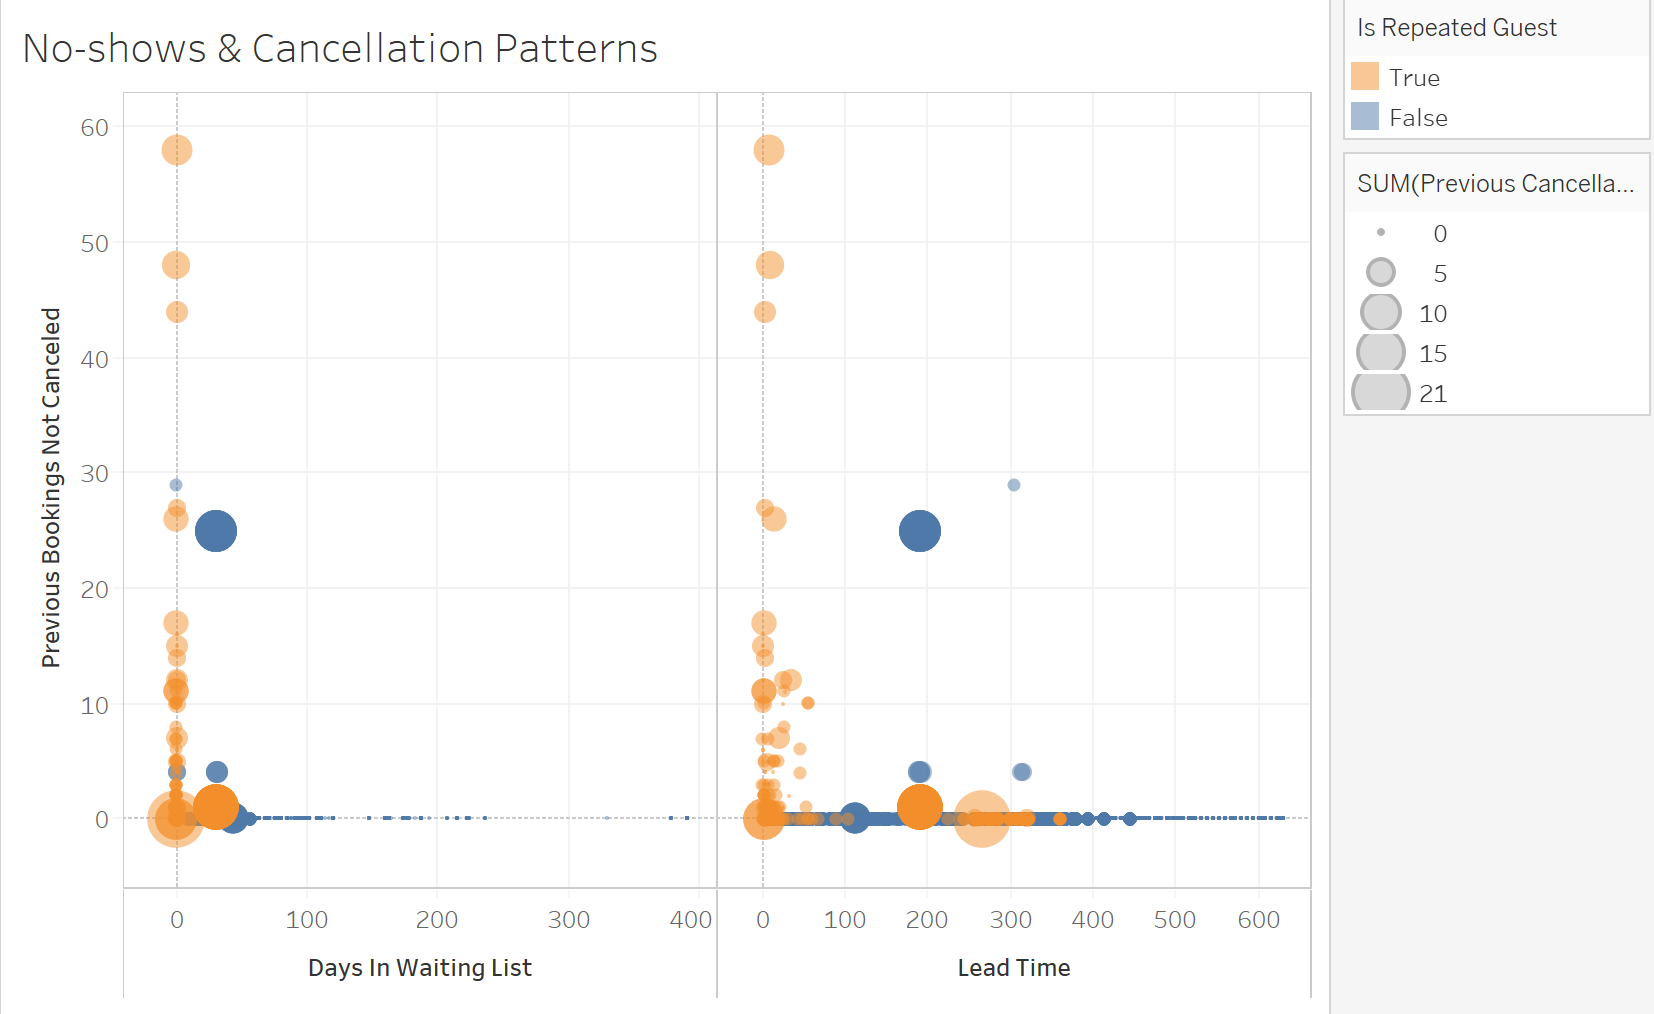 No-shows & Cancellation Patterns
Is Repeated Guest
True
False
SUM(Previous Cancella...
0
5
10
15
21
Previous Bookings Not Canceled
60
50
40
30
20
10
0
0 100 200 300 400
0 100 200 300 400 500 600
Days In Waiting List
Lead Time